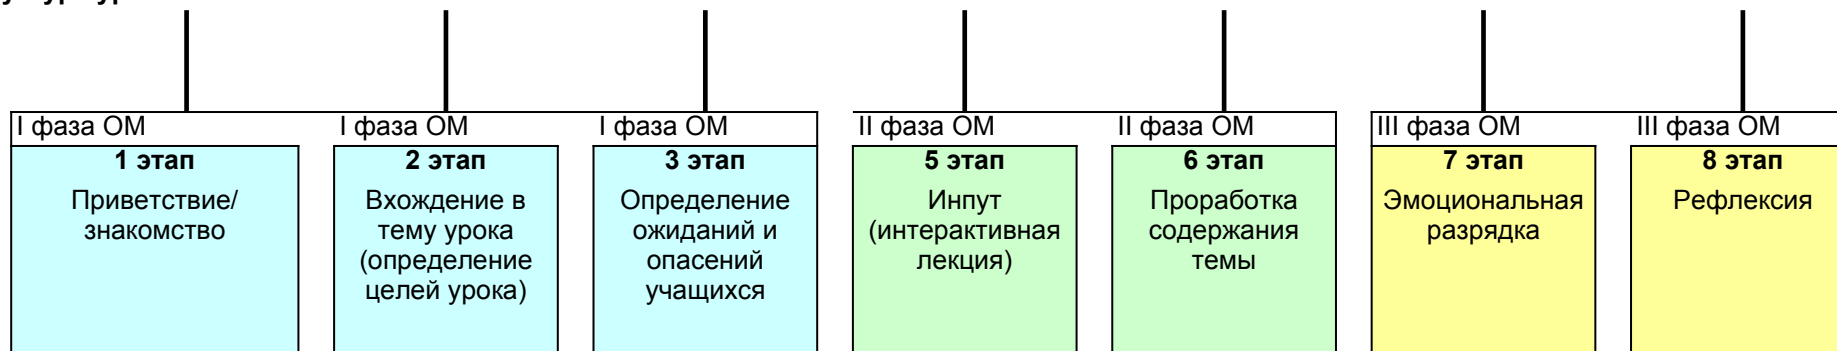 I фаза ОМ
1 этап
Приветствие/
знакомство
I фаза ОМ
2 этап
Вхождение в
тему урока
(определение
целей урока)
I фаза ОМ
3 этап
Определение
ожиданий и
опасений
учащихся
II фаза ОМ
5 этап
Инпут
(интерактивная
лекция)
II фаза ОМ
6 этап
Проработка
содержания
темы
III фаза ОМ
7 этап
Эмоциональная
разрядка
III фаза ОМ
8 этап
Рефлексия